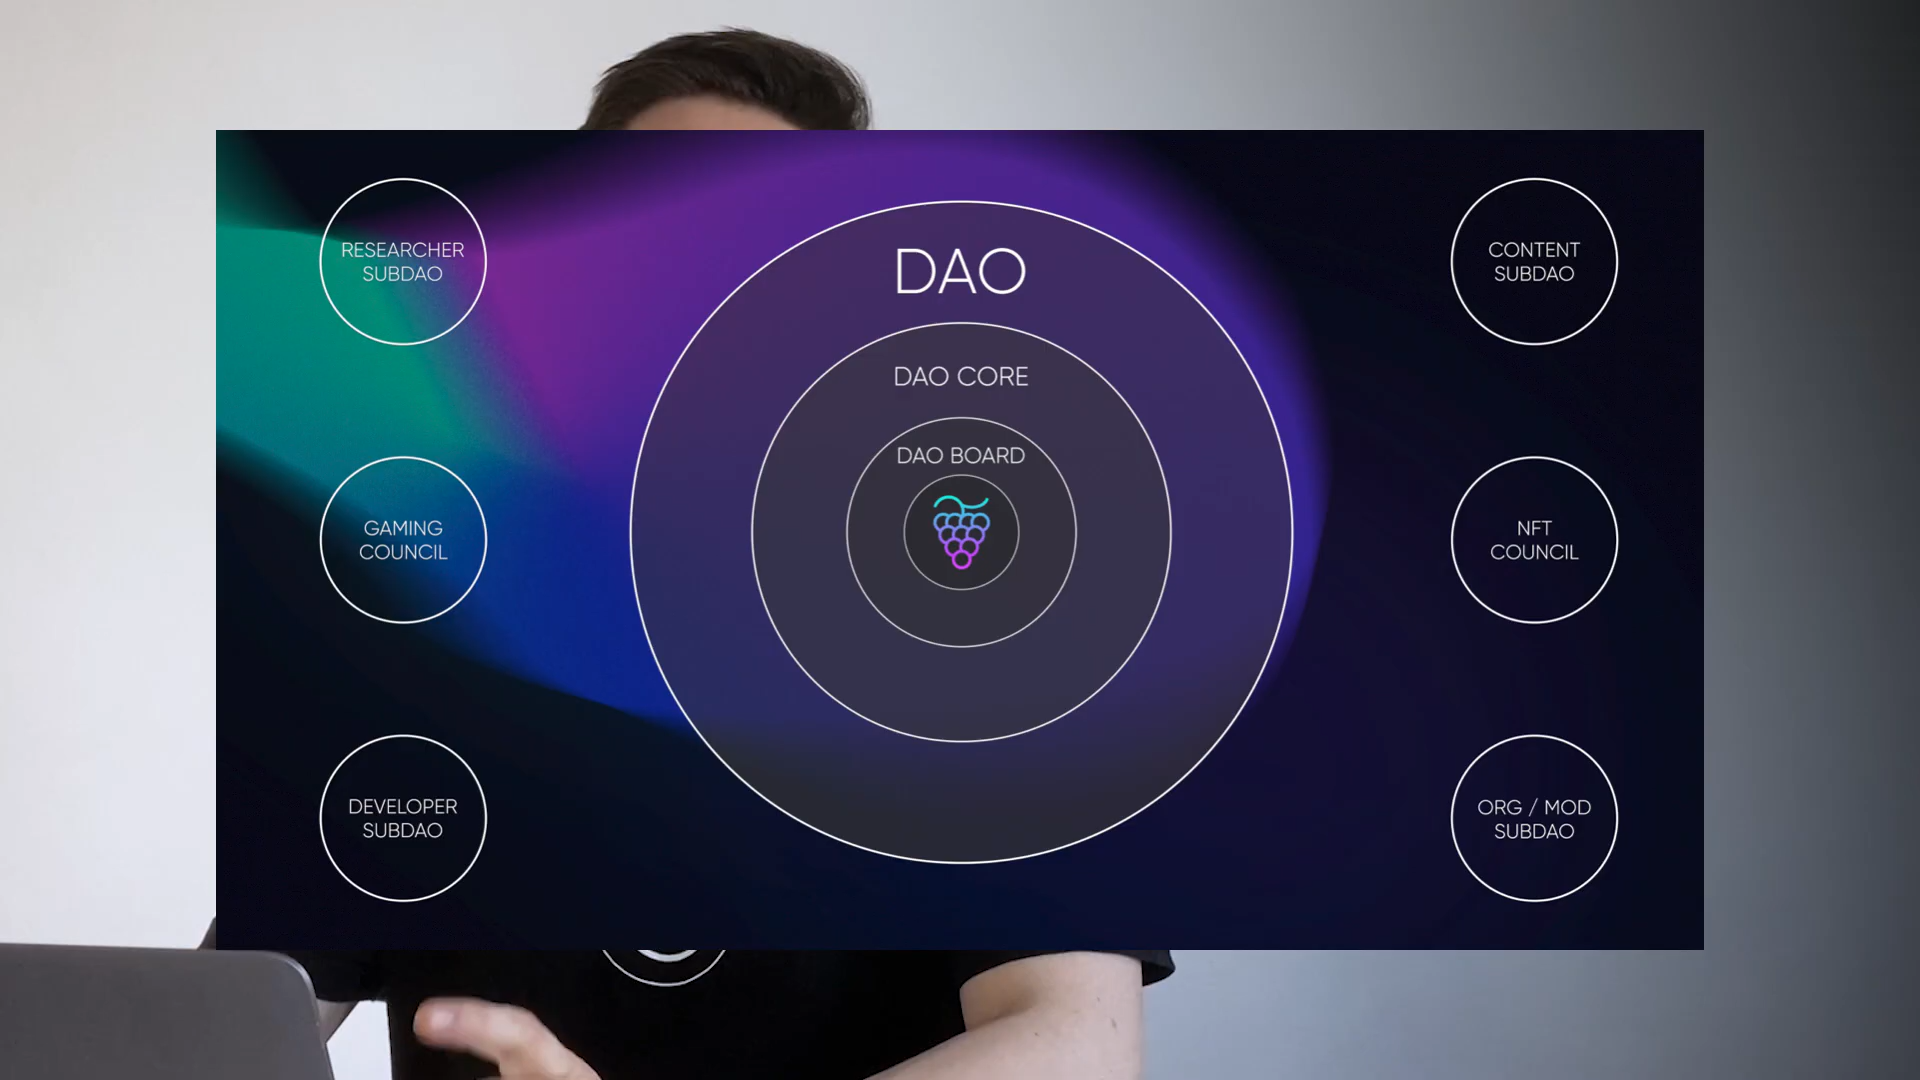 RESEARCHER
SUBDAO
GAMING
COUNCIL
DEVELOPER
SUBDAO
DAO
DAO CORE
DAO BOARD
CONTENT
SUBDAO
NFT
COUNCIL
ORG / MOD
SUBDAO